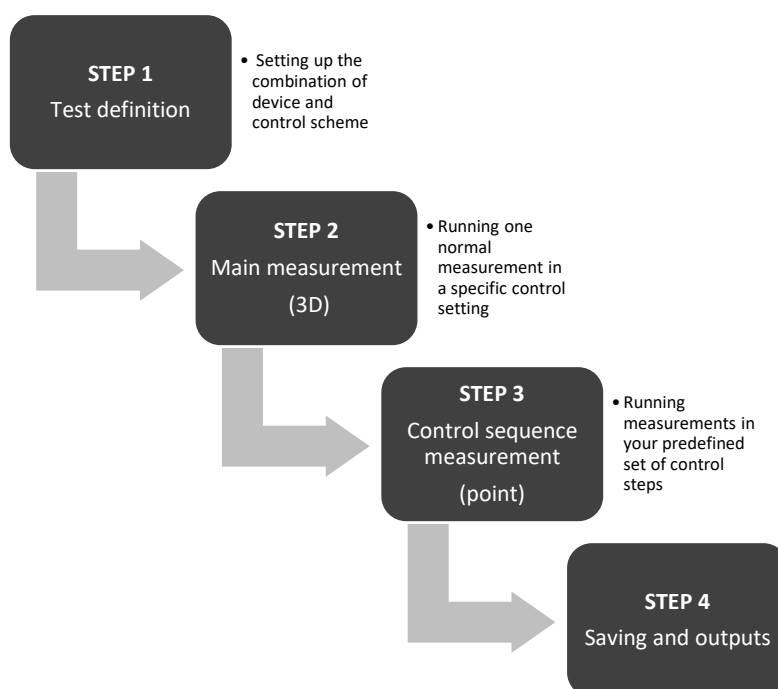 STEP 1
Test definition
• Setting up the
combination of
device and
control scheme
STEP 2
Main measurement
(3D)
• Running one
normal
measurement in
a specific control
setting
STEP 3
Control sequence
measurement
(point)
• Running
measurements in
your predefined
set of control
steps
STEP 4
Saving and outputs